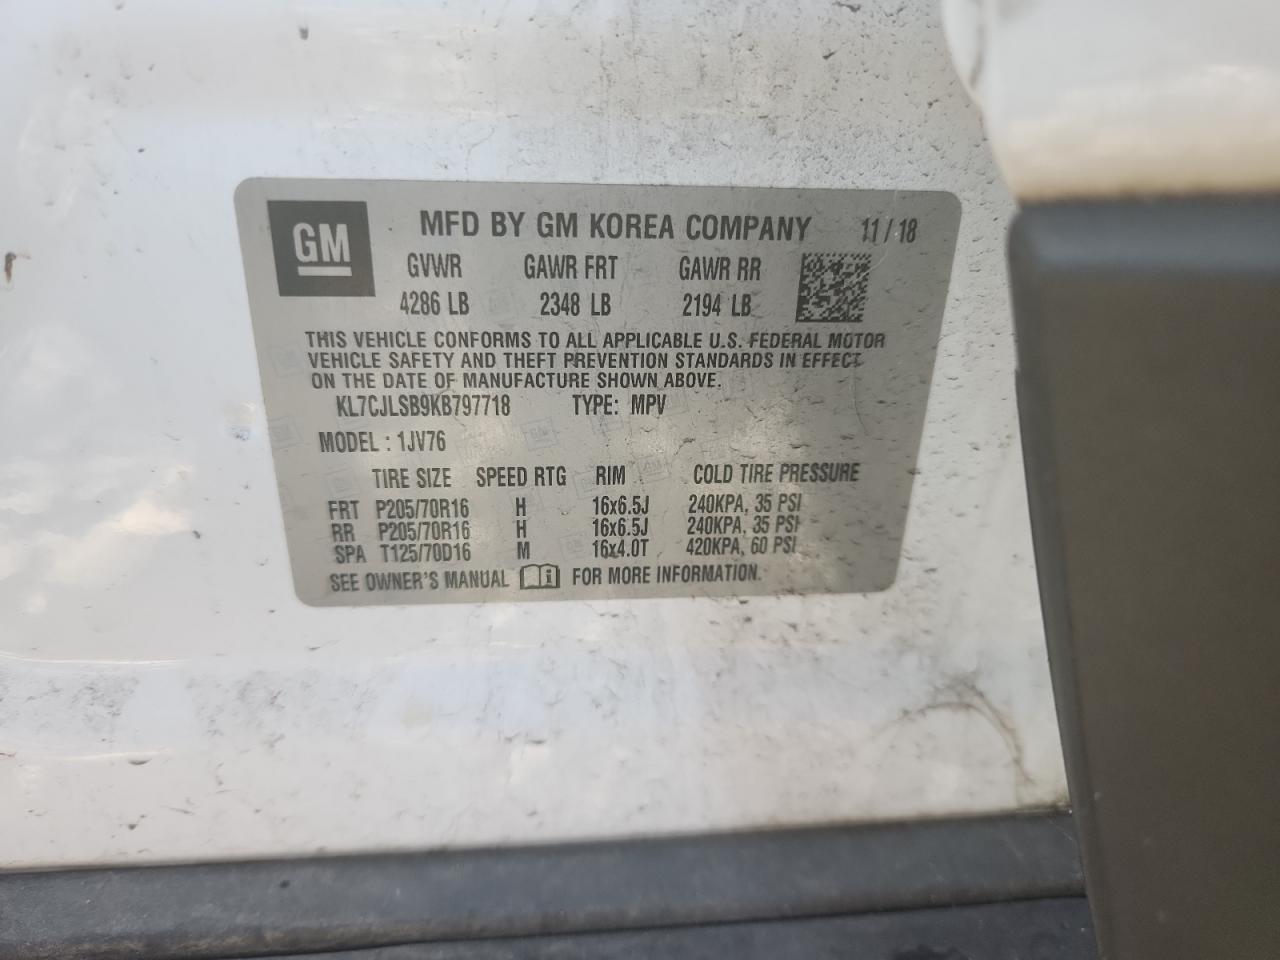 GM
MFD BY GM KOREA COMPANY 11/18
GVWR GAWR FRT GAWR RR
4286 LB 2348 LB 2194 LB
THIS VEHICLE CONFORMS TO ALL APPLICABLE U.S. FEDERAL MOTOR
VEHICLE SAFETY AND THEFT PREVENTION STANDARDS IN EFFECT
ON THE DATE OF MANUFACTURE SHOWN ABOVE.
KL7CJLSB9KB797718 TYPE: MPV
MODEL : 1JV76
TIRE SIZE SPEED RTG RIM COLD TIRE PRESSURE
FRT P205/70R16 H 16x6.5J 240KPA, 35 PSI
RR P205/70R16 H 16x6.5J 240KPA, 35 PSI
SPA T125/70D16 M 16x4.0T 420KPA, 60 PSI
SEE OWNER'S MANUAL i FOR MORE INFORMATION.